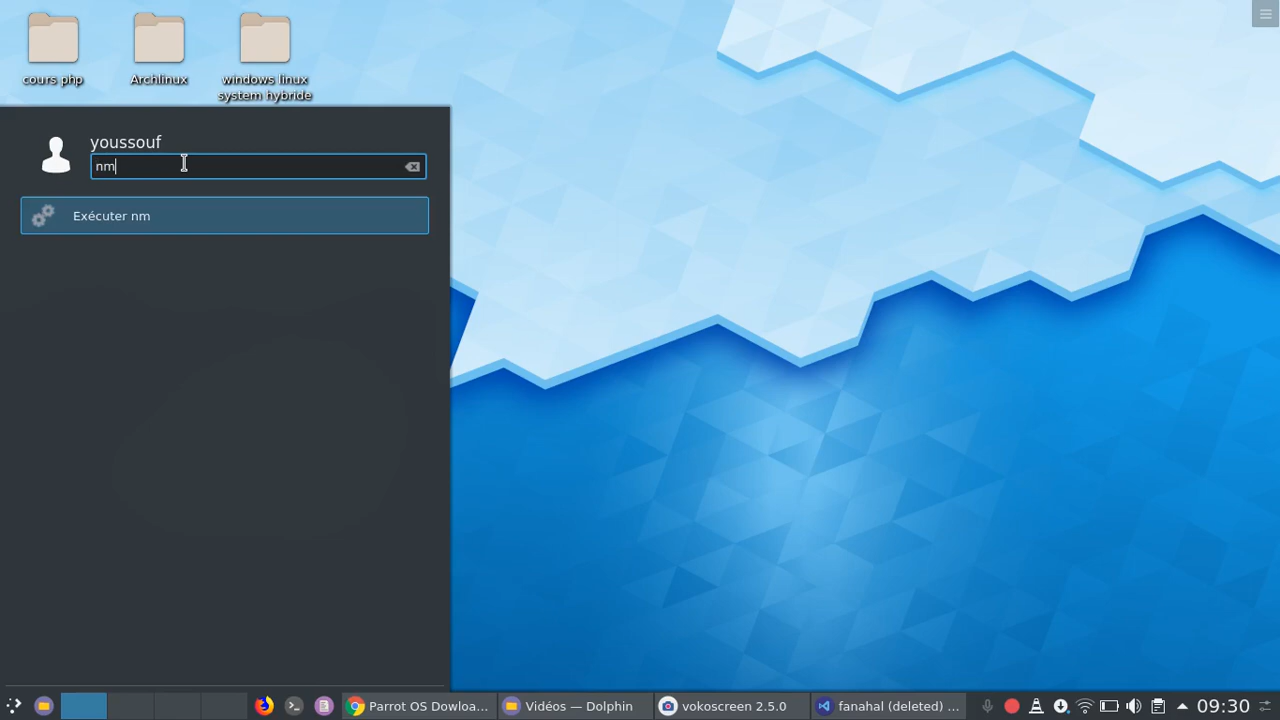 cours php
Archlinux
windows linux
system hybride
youssouf
nm
Exécuter nm
Parrot OS Dowloa...
Vidéos — Dolphin
vokoscreen 2.5.0
fanahal (deleted) ...
09:30